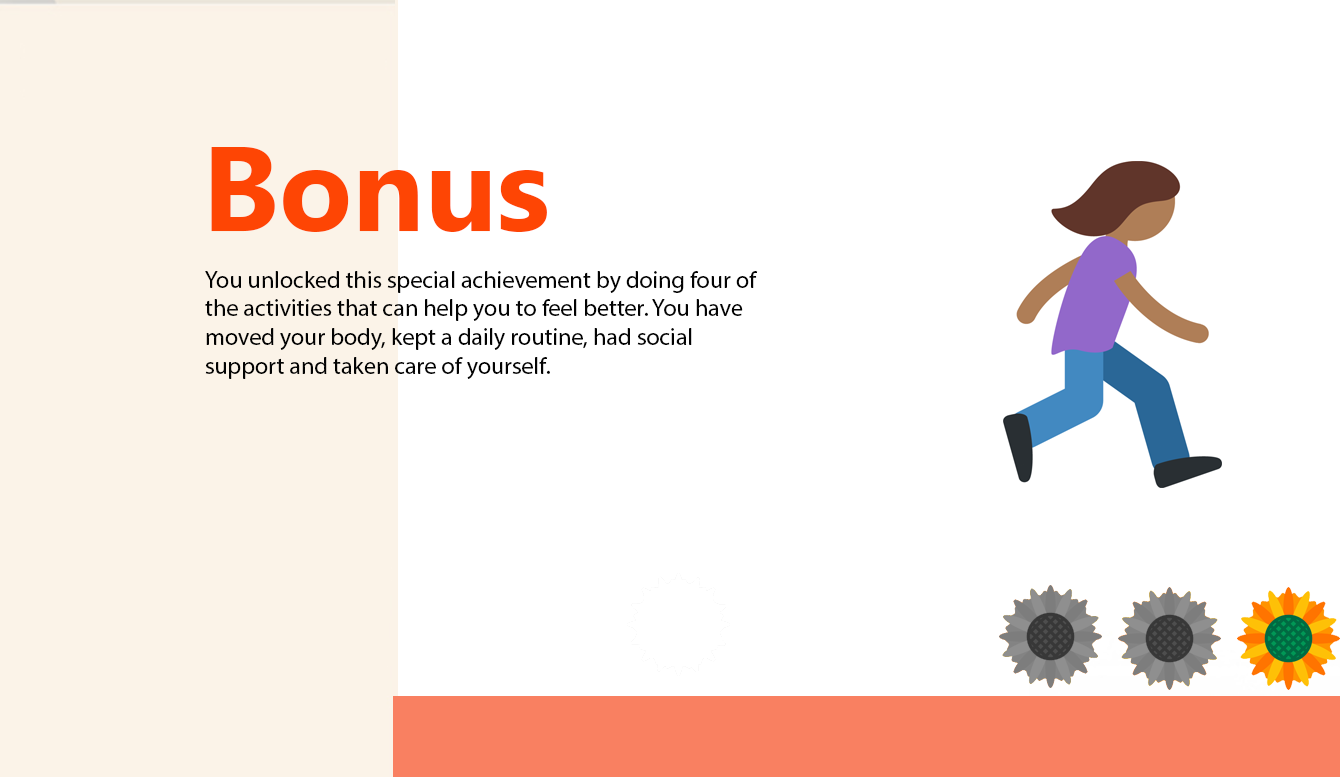 Bonus
You unlocked this special achievement by doing four of
the activities that can help you to feel better. You have
moved your body, kept a daily routine, had social
support and taken care of yourself.